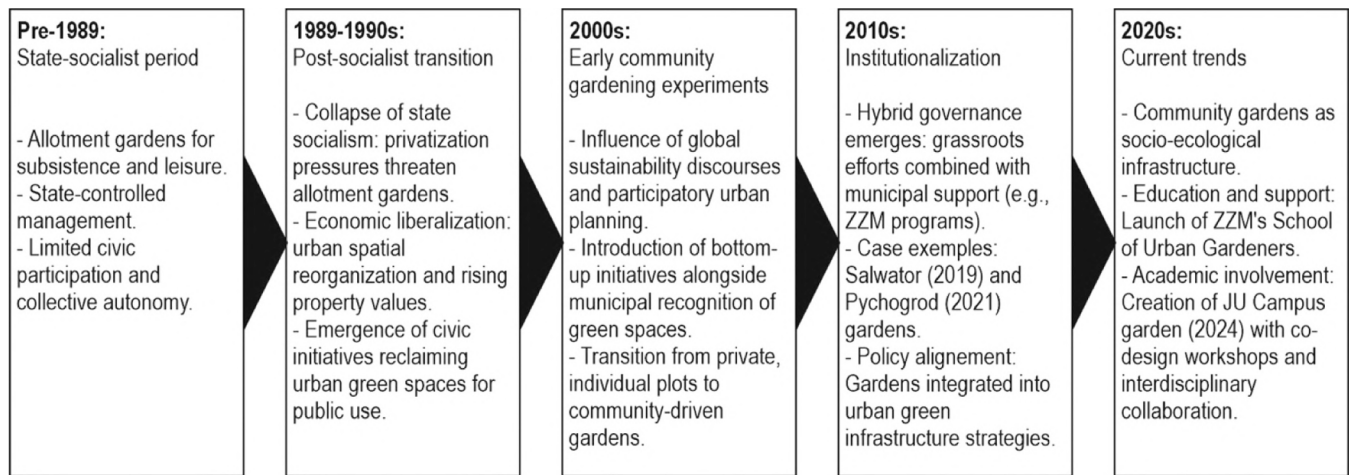 Pre-1989:
State-socialist period
- Allotment gardens for
subsistence and leisure.
- State-controlled
management.
- Limited civic
participation and
collective autonomy.
1989-1990s:
Post-socialist transition
- Collapse of state
socialism: privatization
pressures threaten
allotment gardens.
- Economic liberalization:
urban spatial
reorganization and rising
property values.
- Emergence of civic
initiatives reclaiming
urban green spaces for
public use.
2000s:
Early community
gardening experiments
- Influence of global
sustainability discourses
and participatory urban
planning.
- Introduction of bottom-
up initiatives alongside
municipal recognition of
green spaces.
- Transition from private,
individual plots to
community-driven
gardens.
2010s:
Institutionalization
- Hybrid governance
emerges: grassroots
efforts combined with
municipal support (e.g.,
ZZM programs).
- Case exemples:
Salwator (2019) and
Pychogrod (2021)
gardens.
- Policy alignement:
Gardens integrated into
urban green
infrastructure strategies.
2020s:
Current trends
- Community gardens as
socio-ecological
infrastructure.
- Education and support:
Launch of ZZM's School
of Urban Gardeners.
- Academic involvement:
Creation of JU Campus
garden (2024) with co-
design workshops and
interdisciplinary
collaboration.